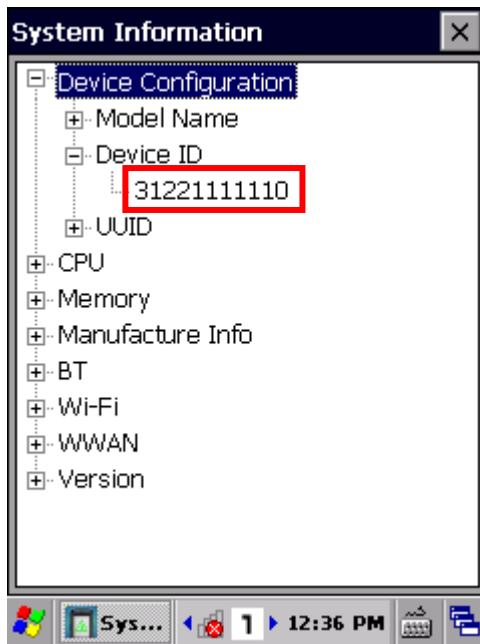 System Information
Device Configuration
Model Name
Device ID
31221111110
UUID
CPU
Memory
Manufacture Info
BT
Wi-Fi
WWAN
Version
Sys... 1 12:36 PM